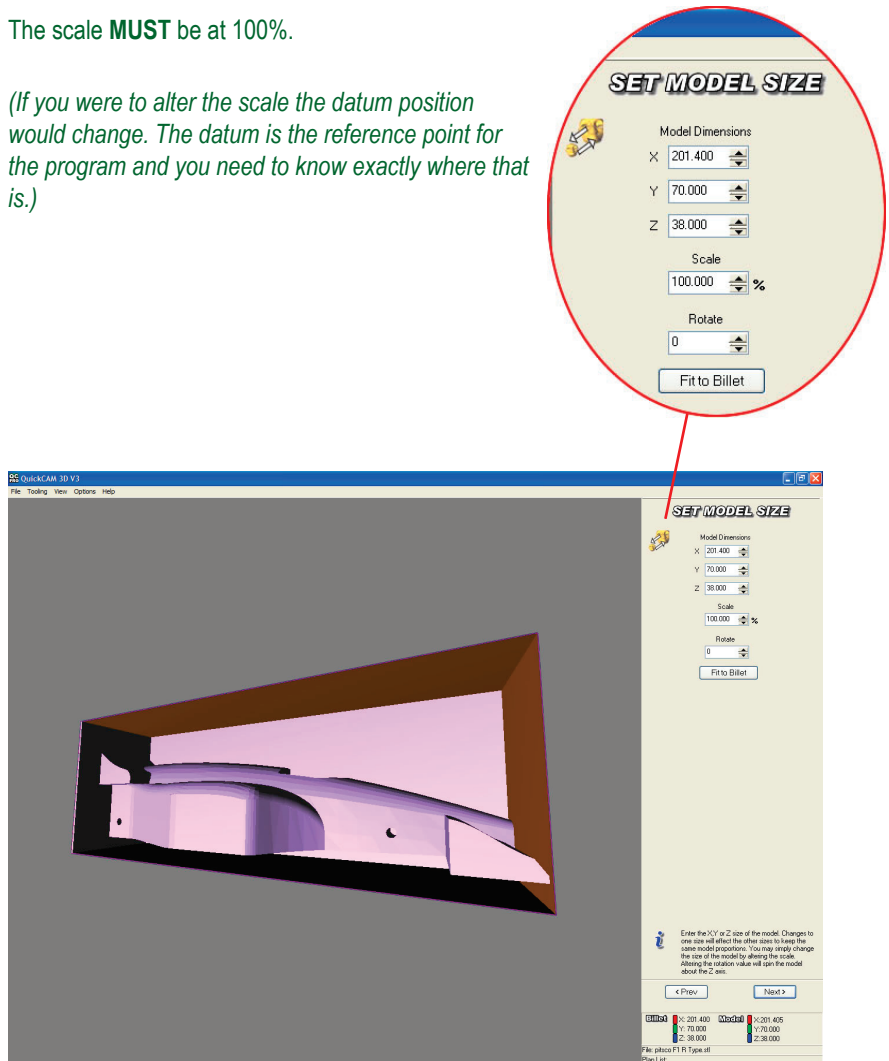 The scale MUST be at 100%.
(If you were to alter the scale the datum position
would change. The datum is the reference point for
the program and you need to know exactly where that
is.)
SET MODEL SIZE
Model Dimensions
X 201.400
Y 70.000
Z 38.000
Scale
100.000 %
Rotate
0
Fit to Billet
QuickCAM 3D V3
File Tooling View Options Help
SET MODEL SIZE
Model Dimensions
X 201.400
Y 70.000
Z 38.000
Scale
100.000 %
Rotate
0
Fit to Billet
Enter the X,Y or Z size of the model. Changes to
one size will effect the other sizes to keep the
same model proportions. You may simply change
the size of the model by altering the scale.
Altering the rotation value will spin the model
about the Z axis.
< Prev Next >
Billet X: 201.400 Model X:201.405
Y: 70.000 Y:70.000
Z: 38.000 Z:38.000
File: pitsco F1 R Type.stl
Plan List: